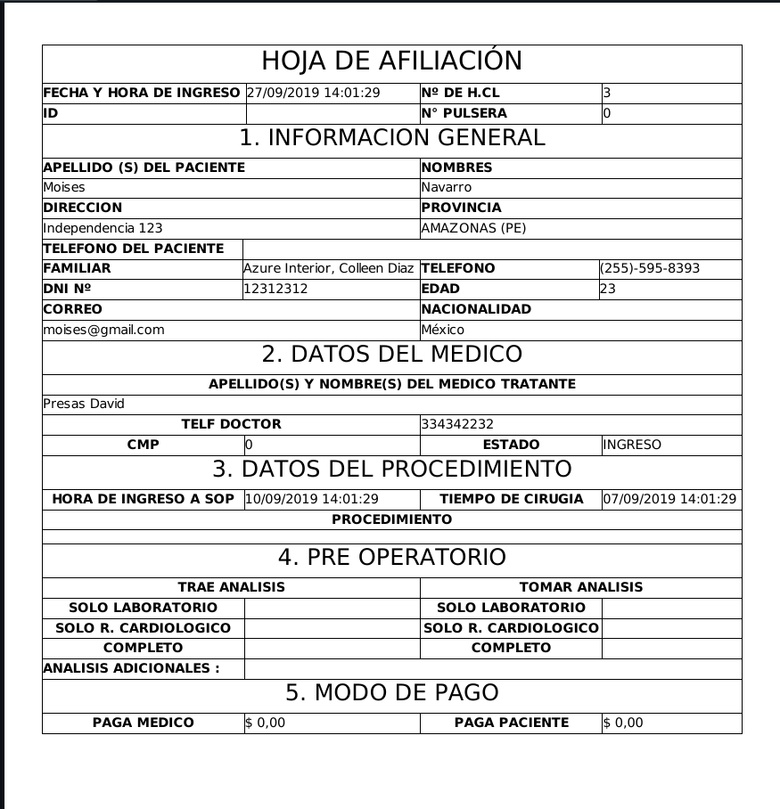 HOJA DE AFILIACIÓN
FECHA Y HORA DE INGRESO 27/09/2019 14:01:29 Nº DE H.CL 3
ID N° PULSERA 0
1. INFORMACION GENERAL
APELLIDO (S) DEL PACIENTE NOMBRES
Moises Navarro
DIRECCION PROVINCIA
Independencia 123 AMAZONAS (PE)
TELEFONO DEL PACIENTE
FAMILIAR Azure Interior, Colleen Diaz TELEFONO (255)-595-8393
DNI Nº 12312312 EDAD 23
CORREO NACIONALIDAD
moises@gmail.com México
2. DATOS DEL MEDICO
APELLIDO(S) Y NOMBRE(S) DEL MEDICO TRATANTE
Presas David
TELF DOCTOR 334342232
CMP 0 ESTADO INGRESO
3. DATOS DEL PROCEDIMIENTO
HORA DE INGRESO A SOP 10/09/2019 14:01:29 TIEMPO DE CIRUGIA 07/09/2019 14:01:29
PROCEDIMIENTO
4. PRE OPERATORIO
TRAE ANALISIS TOMAR ANALISIS
SOLO LABORATORIO SOLO LABORATORIO
SOLO R. CARDIOLOGICO SOLO R. CARDIOLOGICO
COMPLETO COMPLETO
ANALISIS ADICIONALES :
5. MODO DE PAGO
PAGA MEDICO $ 0,00 PAGA PACIENTE $ 0,00